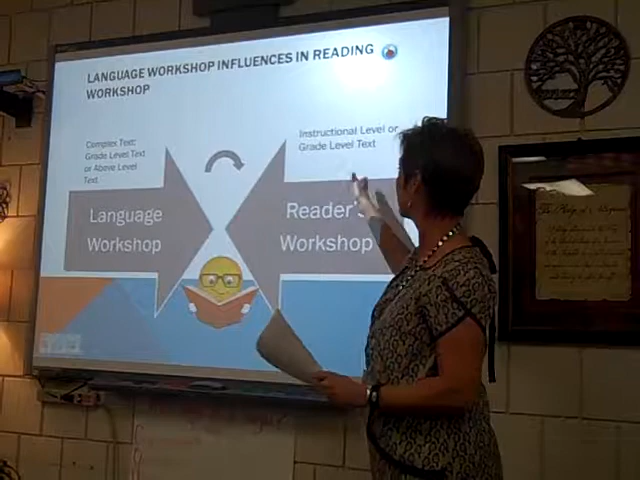 LANGUAGE WORKSHOP INFLUENCES IN READING
WORKSHOP
Complex Text:
Grade Level Text
or Above Level
Text
Instructional Level or
Grade Level Text
Language
Workshop
Reader's
Workshop